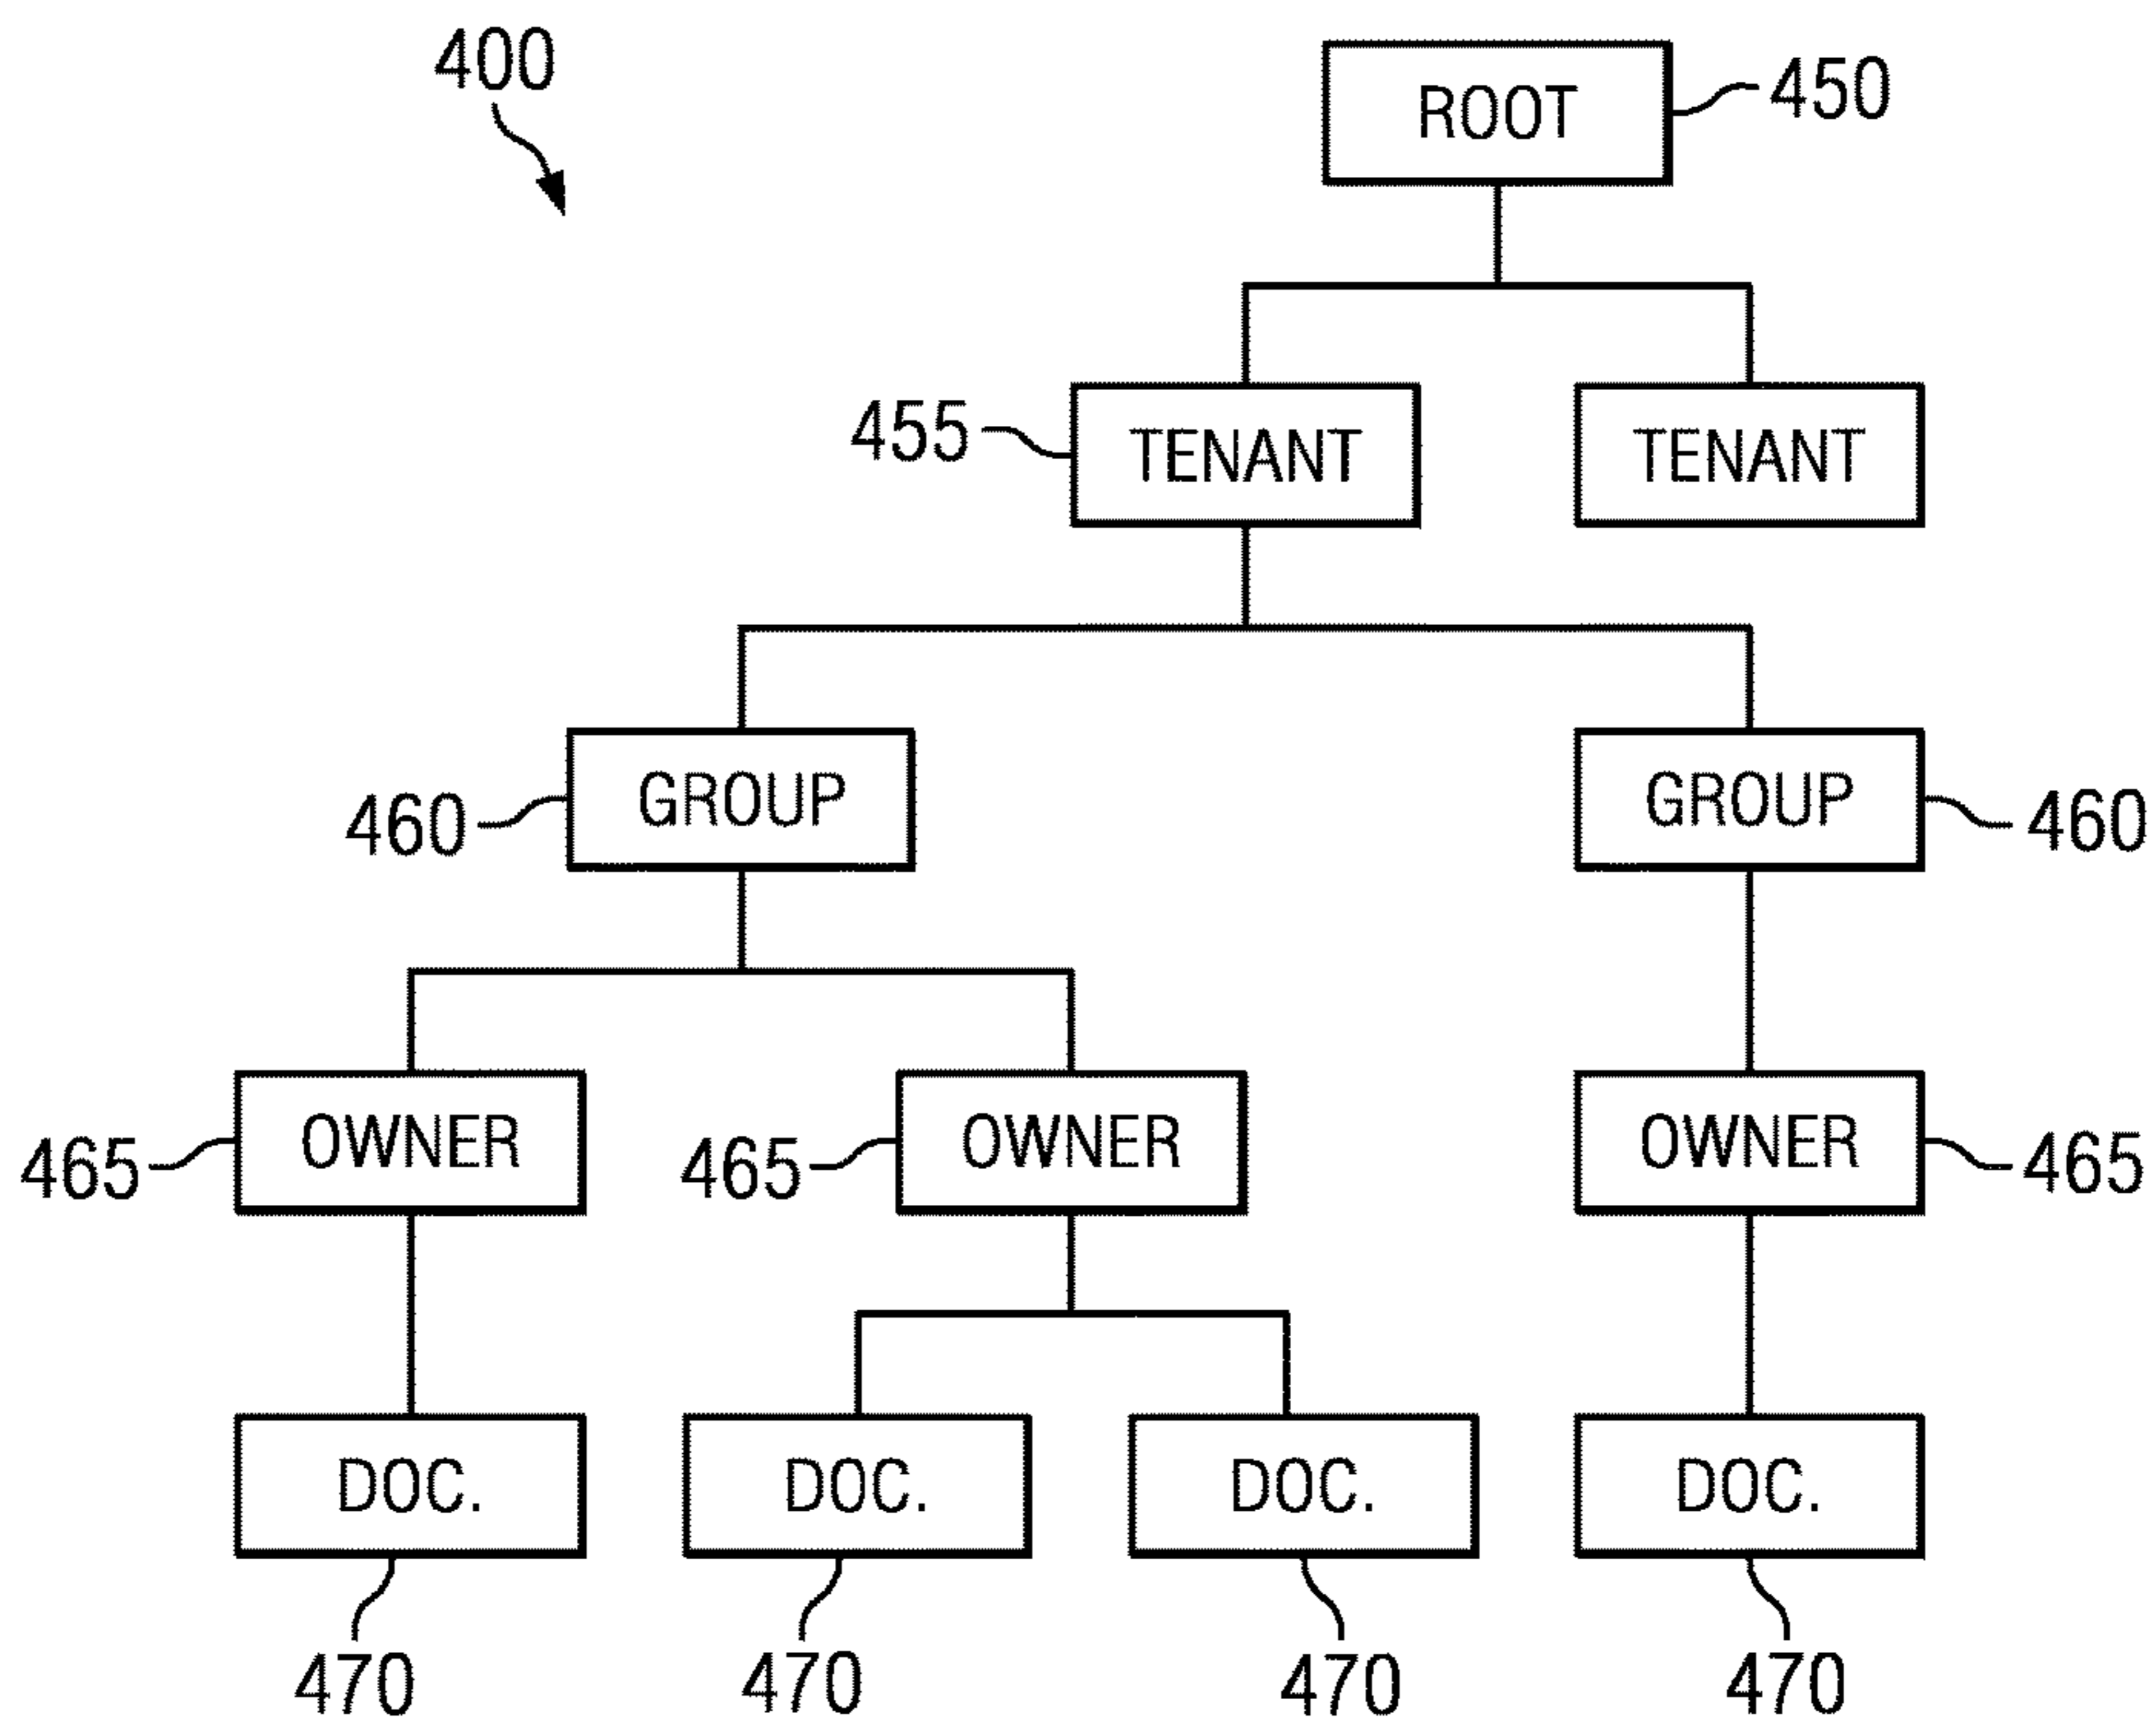 400
ROOT 450
455 TENANT TENANT
460 GROUP GROUP 460
465 OWNER 465 OWNER OWNER 465
DOC. DOC. DOC. DOC.
470 470 470 470